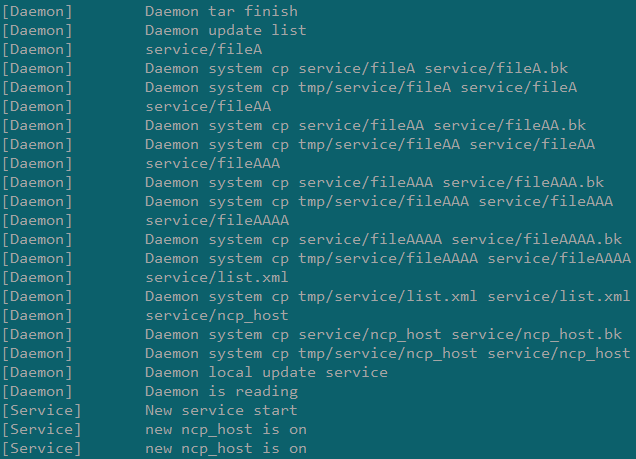 [Daemon] Daemon tar finish
[Daemon] Daemon update list
[Daemon] service/fileA
[Daemon] Daemon system cp service/fileA service/fileA.bk
[Daemon] Daemon system cp tmp/service/fileA service/fileA
[Daemon] service/fileAA
[Daemon] Daemon system cp service/fileAA service/fileAA.bk
[Daemon] Daemon system cp tmp/service/fileAA service/fileAA
[Daemon] service/fileAAA
[Daemon] Daemon system cp service/fileAAA service/fileAAA.bk
[Daemon] Daemon system cp tmp/service/fileAAA service/fileAAA
[Daemon] service/fileAAAA
[Daemon] Daemon system cp service/fileAAAA service/fileAAAA.bk
[Daemon] Daemon system cp tmp/service/fileAAAA service/fileAAAA
[Daemon] service/list.xml
[Daemon] Daemon system cp tmp/service/list.xml service/list.xml
[Daemon] service/ncp_host
[Daemon] Daemon system cp service/ncp_host service/ncp_host.bk
[Daemon] Daemon system cp tmp/service/ncp_host service/ncp_host
[Daemon] Daemon local update service
[Daemon] Daemon is reading
[Service] New service start
[Service] new ncp_host is on
[Service] new ncp_host is on